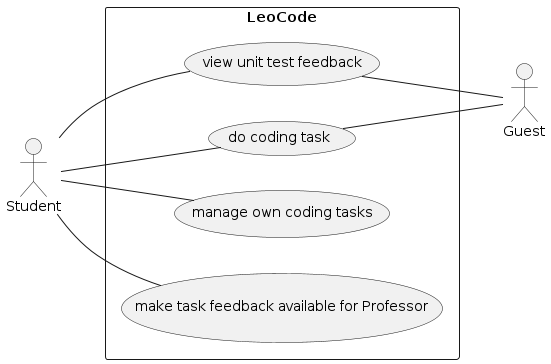 LeoCode
view unit test feedback
do coding task
Guest
Student
manage own coding tasks
make task feedback available for Professor